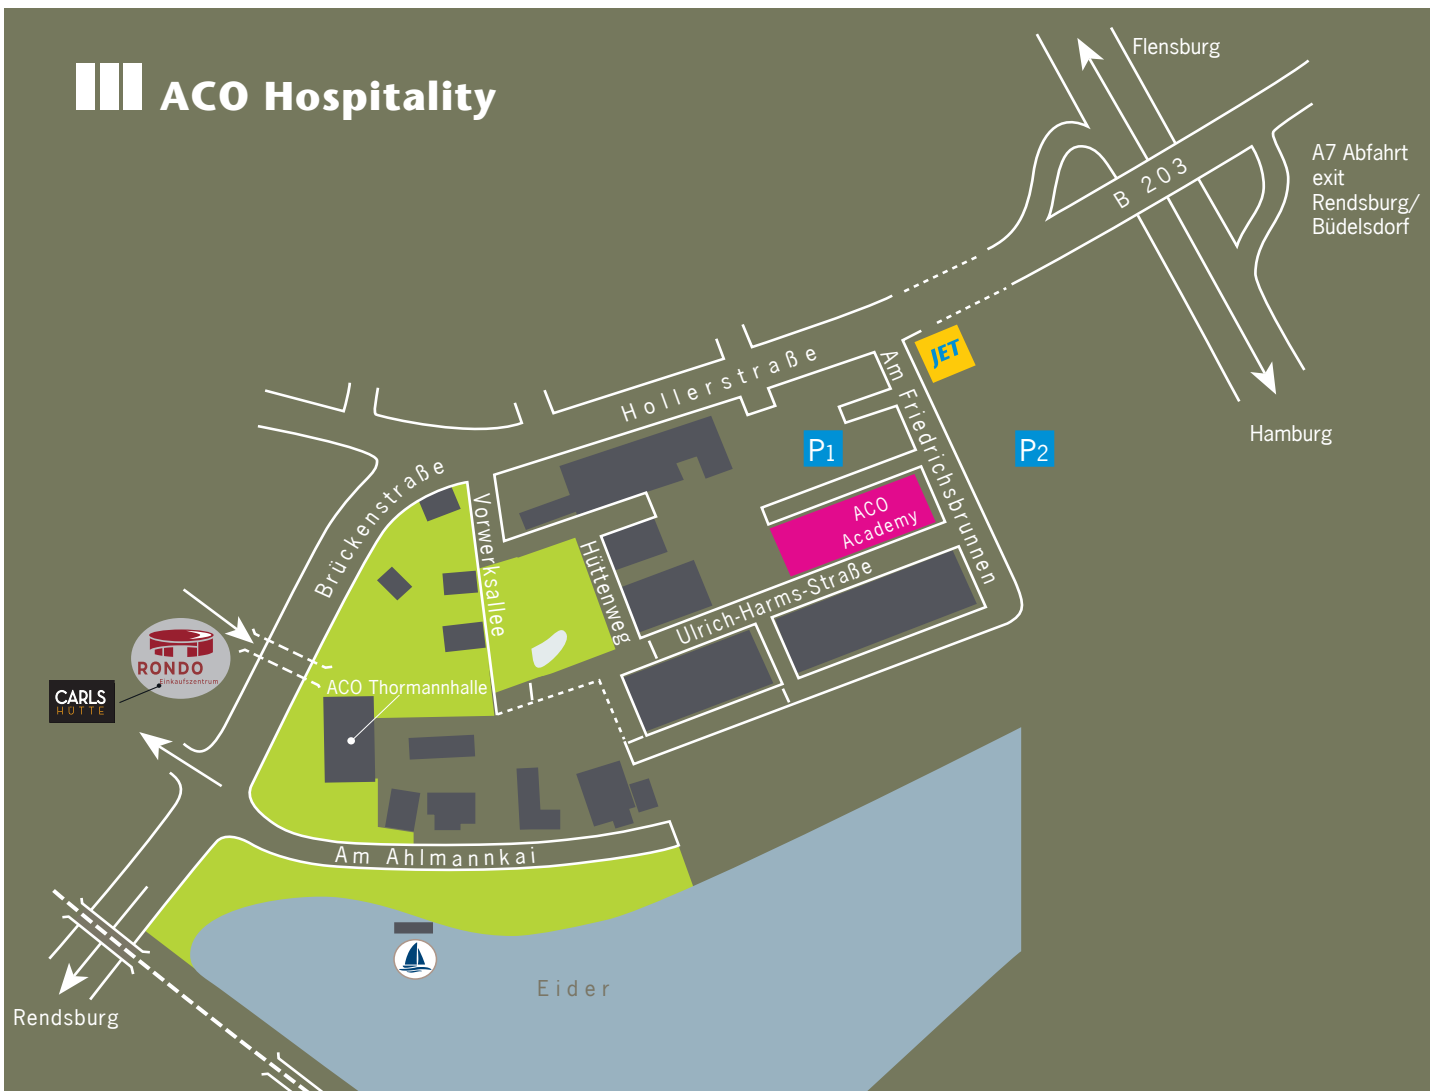 ACO Hospitality
Flensburg
A7 Abfahrt
exit
Rendsburg/
Büdelsdorf
B 203
JET
Hollerstraße
Am Friedrichsbrunnen
Hamburg
P1
P2
Brückenstraße
Vorwerksallee
ACO
Academy
Hüttenweg
Ulrich-Harms-Straße
RONDO
Einkaufszentrum
CARLS
HÜTTE
ACO Thormannhalle
Am Ahlmannkai
Eider
Rendsburg